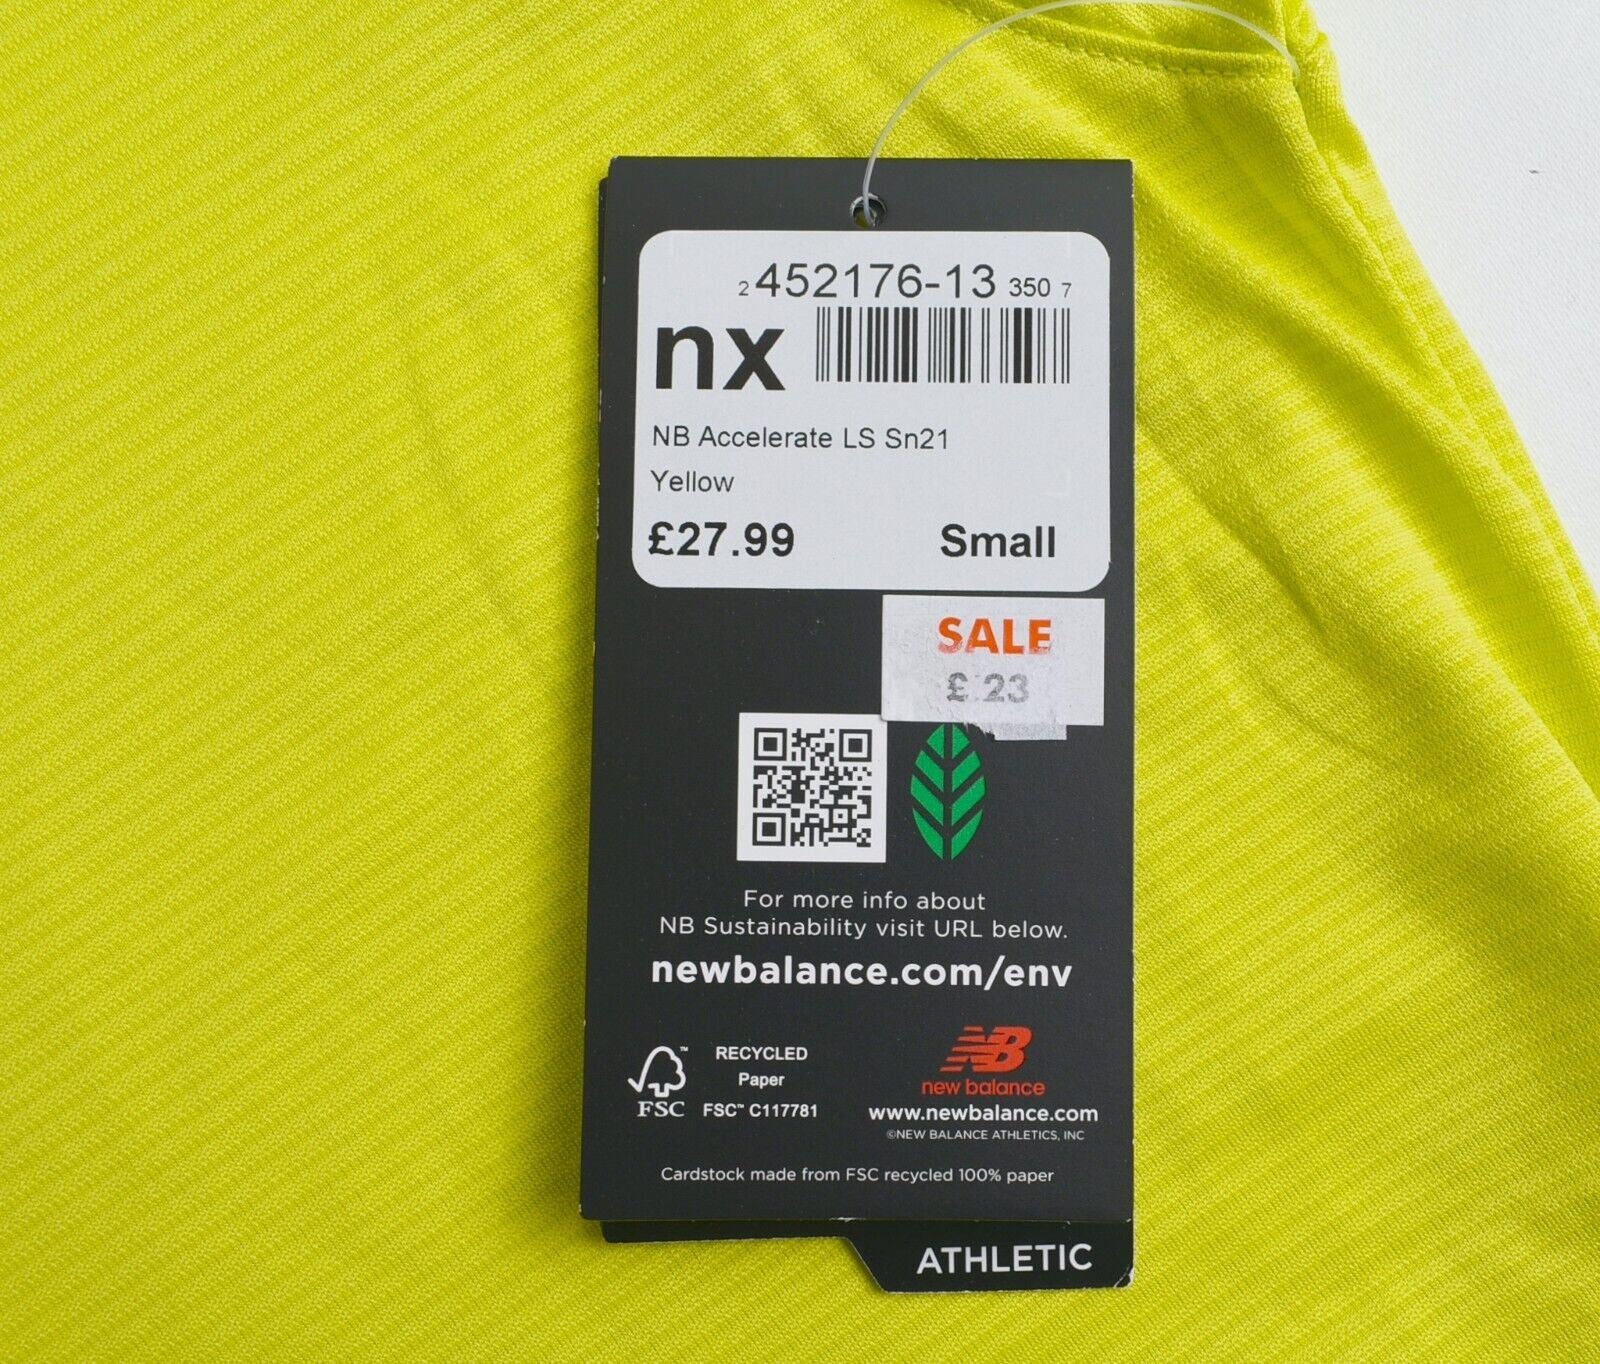 2 452176-13 350 7
nx
NB Accelerate LS Sn21
Yellow
£27.99 Small
SALE
£ 23
For more info about
NB Sustainability visit URL below.
newbalance.com/env
RECYCLED
Paper
FSC™ C117781
FSC
NB
new balance
www.newbalance.com
©NEW BALANCE ATHLETICS, INC
Cardstock made from FSC recycled 100% paper
ATHLETIC